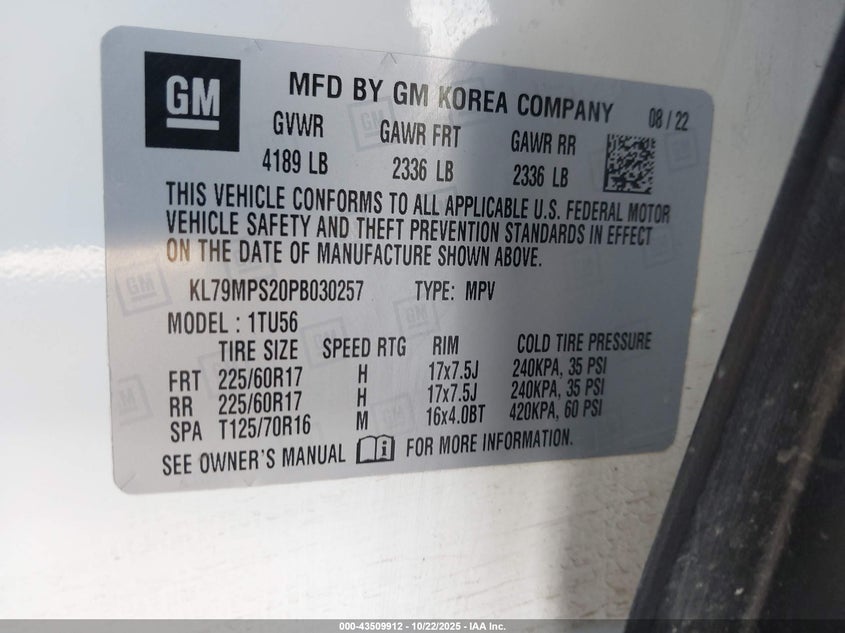 GM
MFD BY GM KOREA COMPANY 08 / 22
GVWR GAWR FRT GAWR RR
4189 LB 2336 LB 2336 LB
THIS VEHICLE CONFORMS TO ALL APPLICABLE U.S. FEDERAL MOTOR
VEHICLE SAFETY AND THEFT PREVENTION STANDARDS IN EFFECT
ON THE DATE OF MANUFACTURE SHOWN ABOVE.
KL79MPS20PB030257 TYPE: MPV
MODEL : 1TU56
TIRE SIZE SPEED RTG RIM COLD TIRE PRESSURE
FRT 225/60R17 H 17x7.5J 240KPA, 35 PSI
RR 225/60R17 H 17x7.5J 240KPA, 35 PSI
SPA T125/70R16 M 16x4.0BT 420KPA, 60 PSI
SEE OWNER'S MANUAL i FOR MORE INFORMATION.
000-43509912 - 10/22/2025 - IAA Inc.